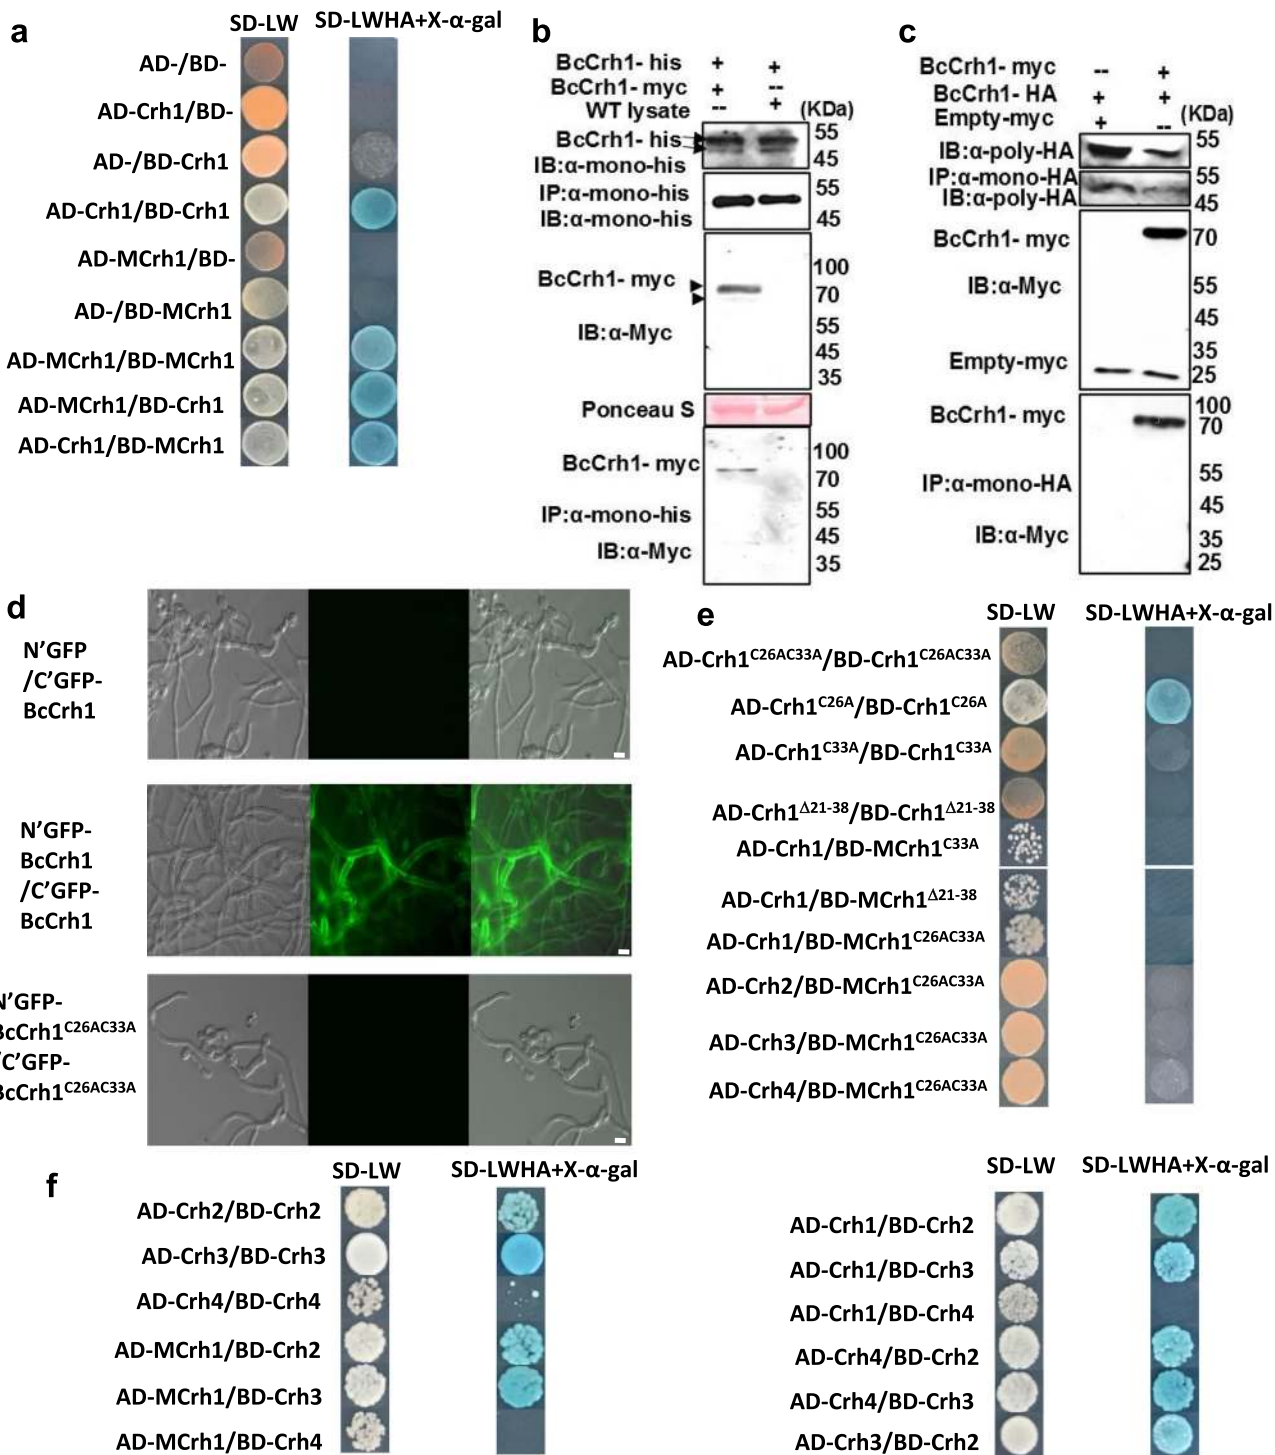 a
SD-LW SD-LWHA+X-α-gal
AD-/BD-
AD-Crh1/BD-
AD-/BD-Crh1
AD-Crh1/BD-Crh1
AD-MCrh1/BD-
AD-/BD-MCrh1
AD-MCrh1/BD-MCrh1
AD-MCrh1/BD-Crh1
AD-Crh1/BD-MCrh1
b
BcCrh1- his + +
BcCrh1- myc + --
WT lysate -- + (KDa)
BcCrh1- his 55
IB:α-mono-his 45
IP:α-mono-his 55
IB:α-mono-his 45
100
BcCrh1- myc 70
IB:α-Myc 55
45
35
Ponceau S
100
BcCrh1- myc 70
IP:α-mono-his 55
45
IB:α-Myc 35
c
BcCrh1- myc -- +
BcCrh1- HA + +
Empty-myc + -- (KDa)
IB:α-poly-HA 55
IP:α-mono-HA 55
IB:α-poly-HA 45
BcCrh1- myc 70
IB:α-Myc 55
45
35
Empty-myc 25
100
BcCrh1- myc 70
55
IP:α-mono-HA
45
IB:α-Myc 35
25
d
N'GFP
/C'GFP-
BcCrh1
N'GFP-
BcCrh1
/C'GFP-
BcCrh1
N'GFP-
BcCrh1C26AC33A
/C'GFP-
BcCrh1C26AC33A
e
SD-LW SD-LWHA+X-α-gal
AD-Crh1C26AC33A/BD-Crh1C26AC33A
AD-Crh1C26A/BD-Crh1C26A
AD-Crh1C33A/BD-Crh1C33A
AD-Crh1Δ21-38/BD-Crh1Δ21-38
AD-Crh1/BD-MCrh1C33A
AD-Crh1/BD-MCrh1Δ21-38
AD-Crh1/BD-MCrh1C26AC33A
AD-Crh2/BD-MCrh1C26AC33A
AD-Crh3/BD-MCrh1C26AC33A
AD-Crh4/BD-MCrh1C26AC33A
f
SD-LW SD-LWHA+X-α-gal
AD-Crh2/BD-Crh2
AD-Crh3/BD-Crh3
AD-Crh4/BD-Crh4
AD-MCrh1/BD-Crh2
AD-MCrh1/BD-Crh3
AD-MCrh1/BD-Crh4
SD-LW SD-LWHA+X-α-gal
AD-Crh1/BD-Crh2
AD-Crh1/BD-Crh3
AD-Crh1/BD-Crh4
AD-Crh4/BD-Crh2
AD-Crh4/BD-Crh3
AD-Crh3/BD-Crh2